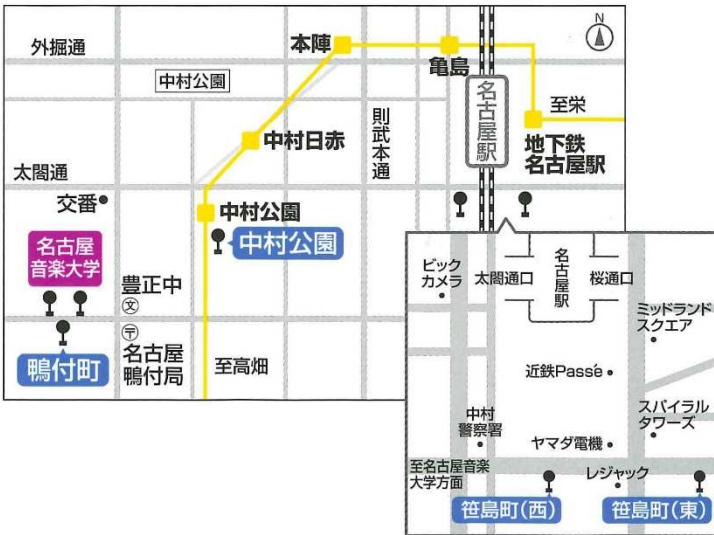 外掘通
本陣
亀島
N
中村公園
名古屋駅
至栄
地下鉄
名古屋駅
中村日赤
則武本通
太閤通
交番
中村公園
中村公園
名古屋
音楽大学
豊正中
文
〒
名古屋
鴨付局
鴨付町
至高畑
ビック
カメラ
太閤通口
名古屋駅
桜通口
ミッドランド
スクエア
近鉄Passé
スパイラル
タワーズ
中村
警察署
ヤマダ電機
至名古屋音楽
大学方面
レジャック
笹島町(西)
笹島町(東)